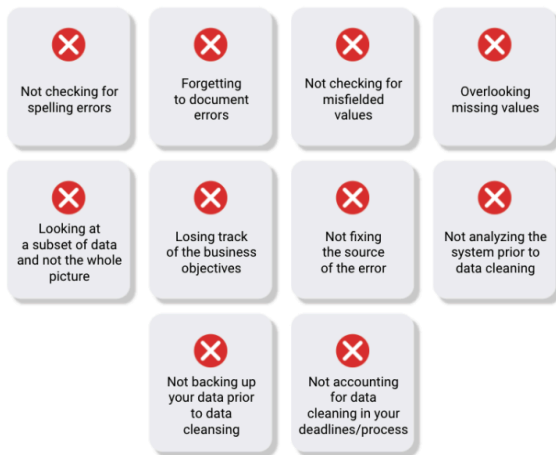 Not checking for
spelling errors
Forgetting
to document
errors
Not checking for
misfielded
values
Overlooking
missing values
Looking at
a subset of data
and not the whole
picture
Losing track
of the business
objectives
Not fixing
the source
of the error
Not analyzing the
system prior to
data cleaning
Not backing up
your data prior
to data
cleansing
Not accounting
for data
cleaning in your
deadlines/process